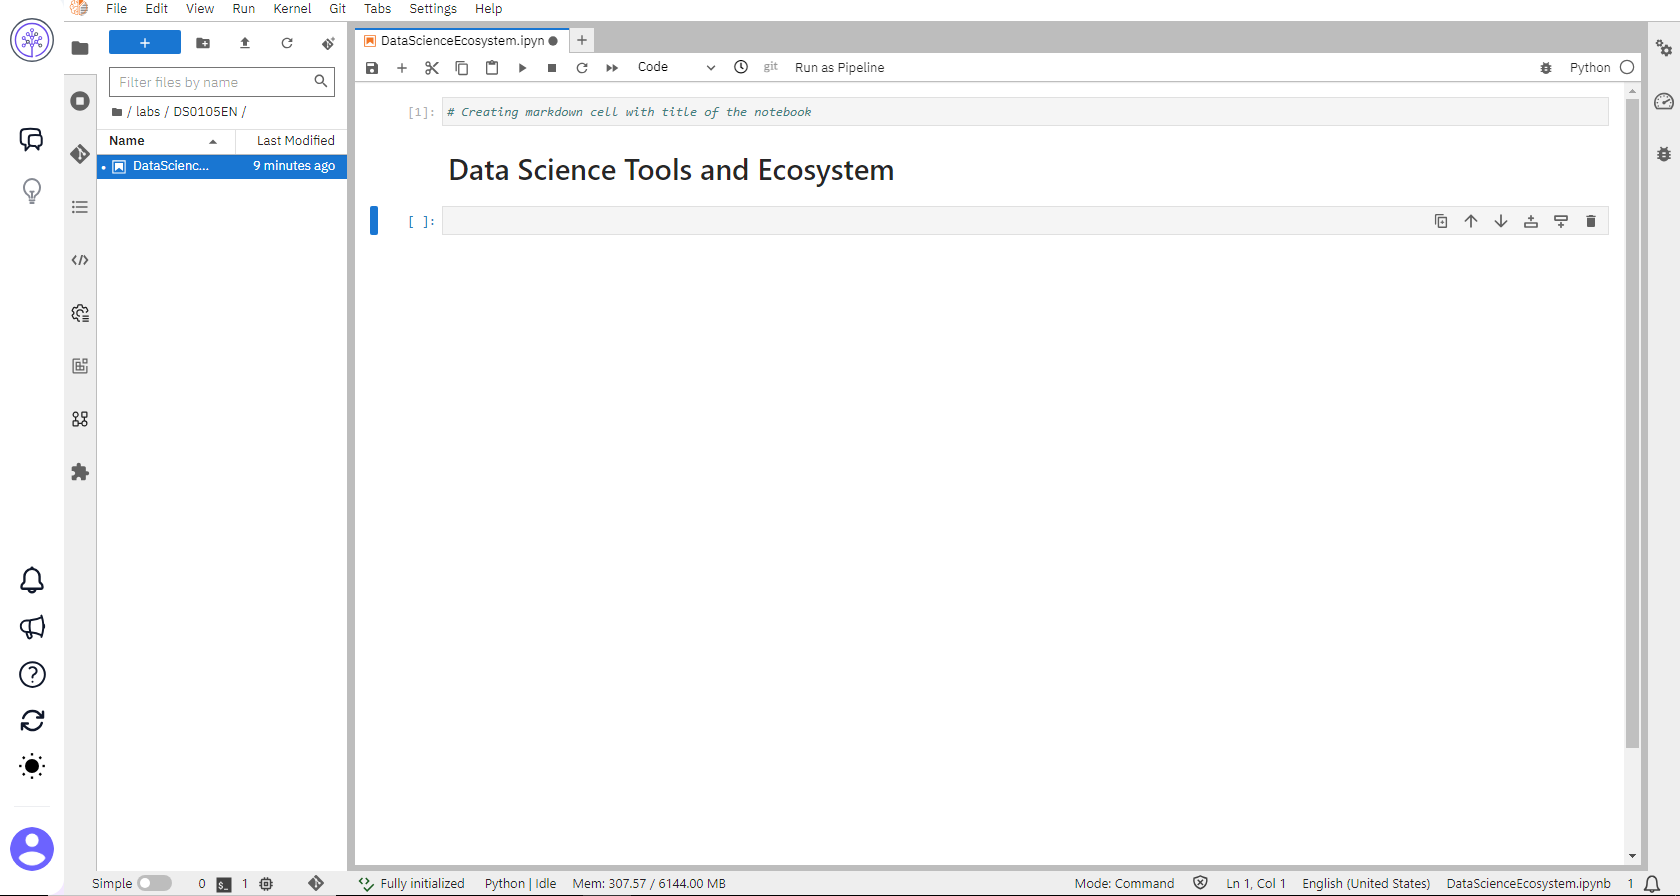 File Edit View Run Kernel Git Tabs Settings Help
+
Filter files by name
/ labs / DS0105EN /
Name Last Modified
DataScienc... 9 minutes ago
DataScienceEcosystem.ipyn
+
Code git Run as Pipeline Python
[1]: # Creating markdown cell with title of the notebook
Data Science Tools and Ecosystem
[ ]:
Simple 0 $_ 1 Fully initialized Python | Idle Mem: 307.57 / 6144.00 MB Mode: Command Ln 1, Col 1 English (United States) DataScienceEcosystem.ipynb 1